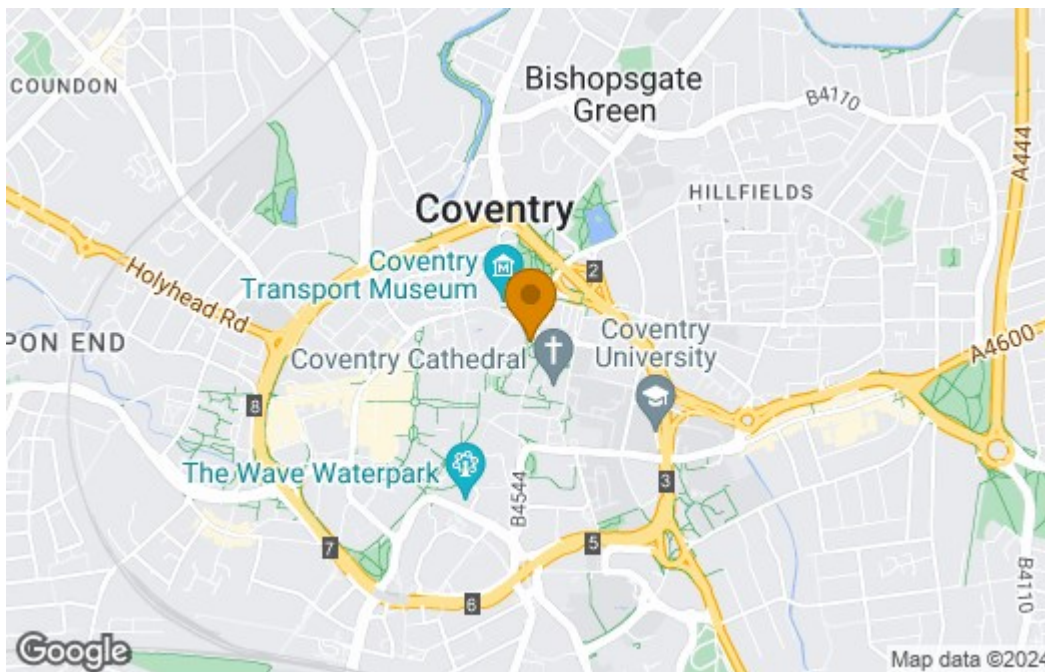 COUNDON
Bishopsgate
Green
B4110
A444
HILLFIELDS
Coventry
2
Coventry
Transport Museum
Holyhead Rd
PON END
Coventry Cathedral
Coventry
University
A4600
8
The Wave Waterpark
B4544
3
7
5
6
B4110
Google
Map data ©2024